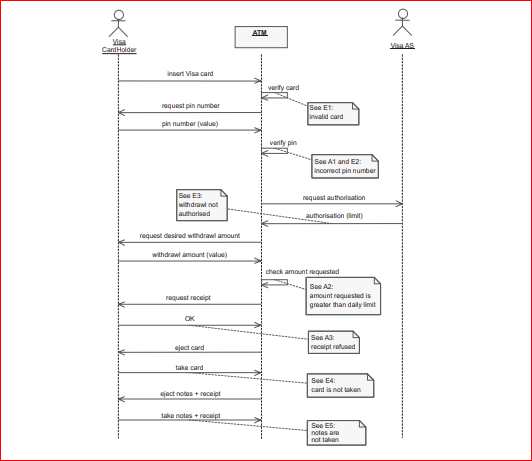 Visa
CardHolder
ATM
Visa AS
insert Visa card
verify card
request pin number
See E1:
invalid card
pin number (value)
verify pin
See A1 and E2:
incorrect pin number
See E3:
withdrawl not
authorised
request authorisation
authorisation (limit)
request desired withdrawl amount
withdrawl amount (value)
check amount requested
See A2:
amount requested is
greater than daily limit
request receipt
OK
See A3:
receipt refused
eject card
take card
See E4:
card is not taken
eject notes + receipt
take notes + receipt
See E5:
notes are
not taken